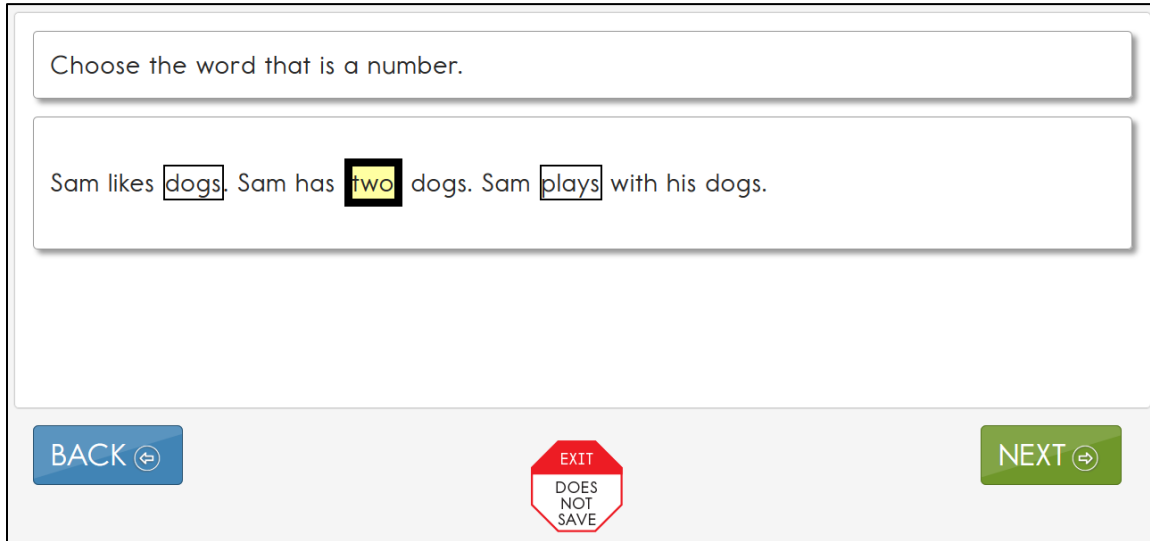 Choose the word that is a number.
Sam likes dogs. Sam has two dogs. Sam plays with his dogs.
BACK
EXIT
DOES
NOT
SAVE
NEXT